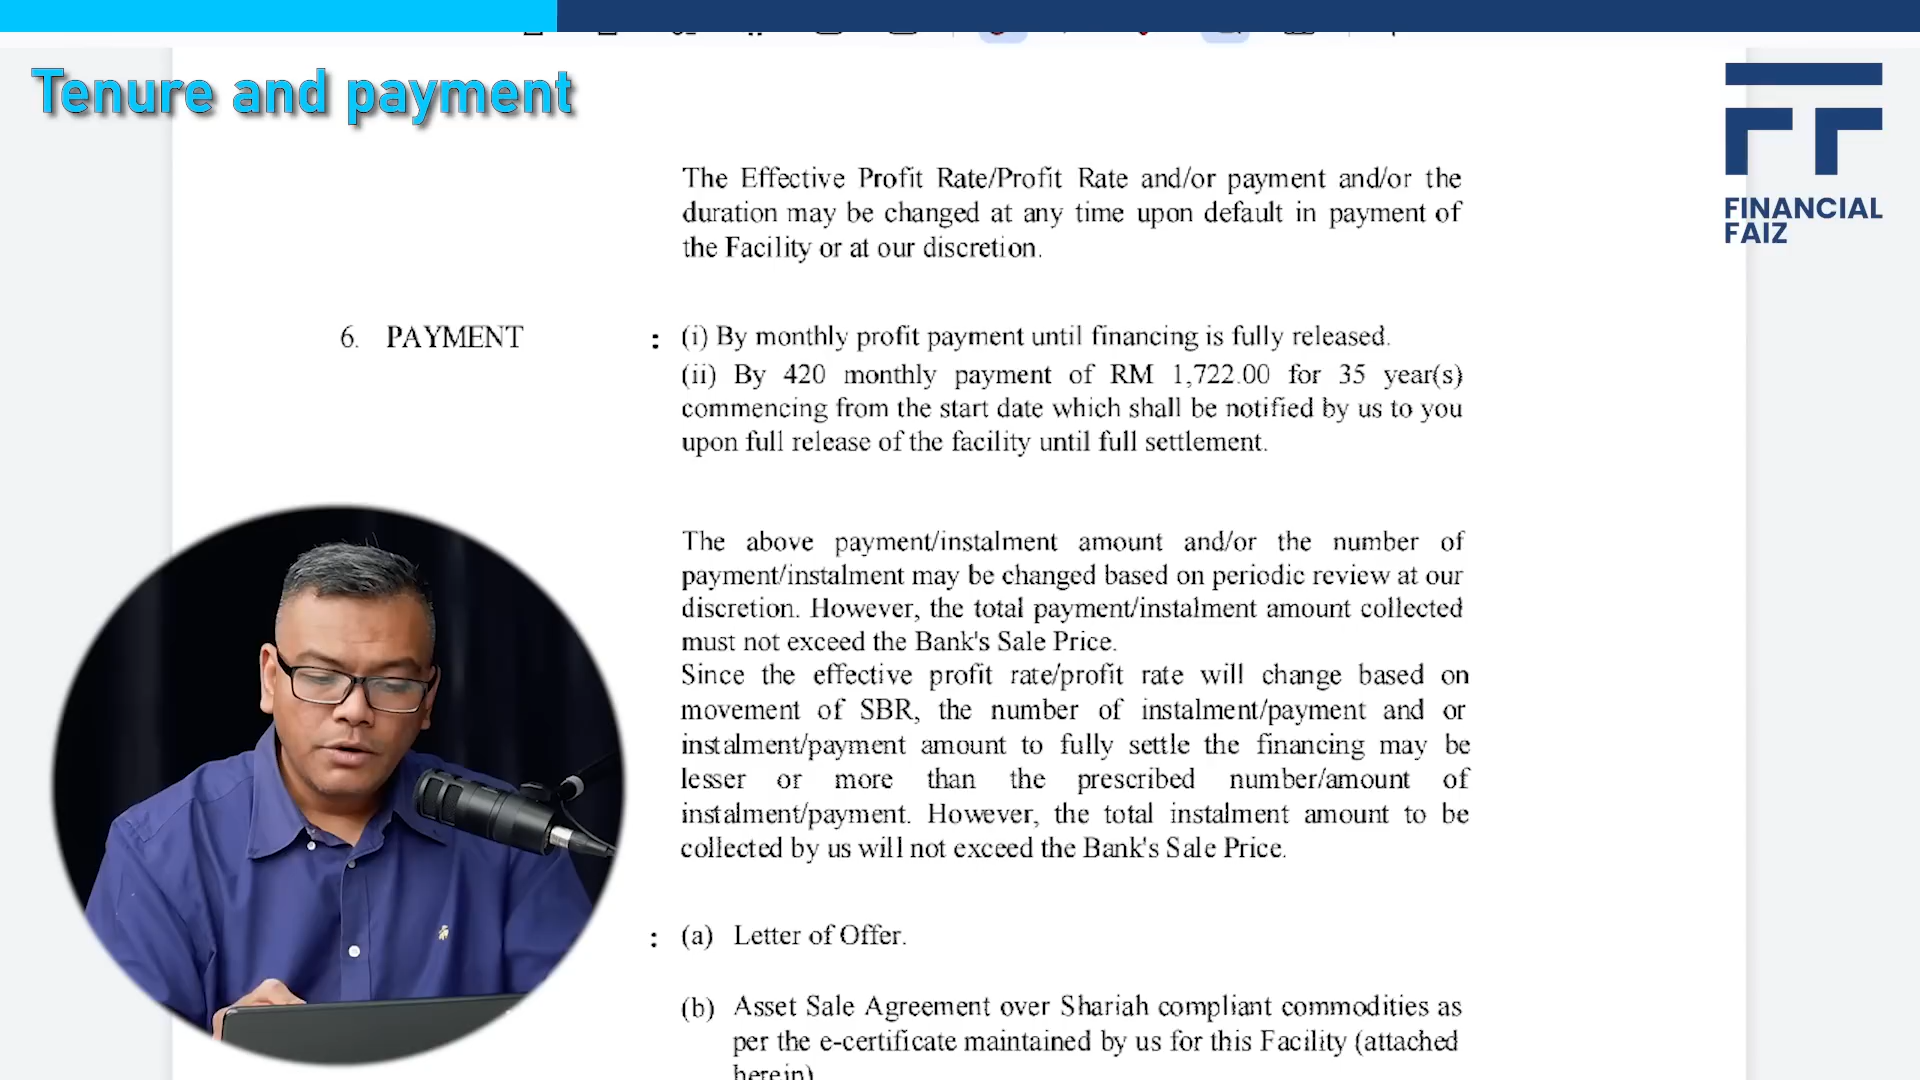 Tenure and payment
FINANCIAL
FAIZ
The Effective Profit Rate/Profit Rate and/or payment and/or the
duration may be changed at any time upon default in payment of
the Facility or at our discretion.
6. PAYMENT : (i) By monthly profit payment until financing is fully released.
(ii) By 420 monthly payment of RM 1,722.00 for 35 year(s)
commencing from the start date which shall be notified by us to you
upon full release of the facility until full settlement.
The above payment/instalment amount and/or the number of
payment/instalment may be changed based on periodic review at our
discretion. However, the total payment/instalment amount collected
must not exceed the Bank's Sale Price.
Since the effective profit rate/profit rate will change based on
movement of SBR, the number of instalment/payment and or
instalment/payment amount to fully settle the financing may be
lesser or more than the prescribed number/amount of
instalment/payment. However, the total instalment amount to be
collected by us will not exceed the Bank's Sale Price.
: (a) Letter of Offer.
(b) Asset Sale Agreement over Shariah compliant commodities as
per the e-certificate maintained by us for this Facility (attached
herein)